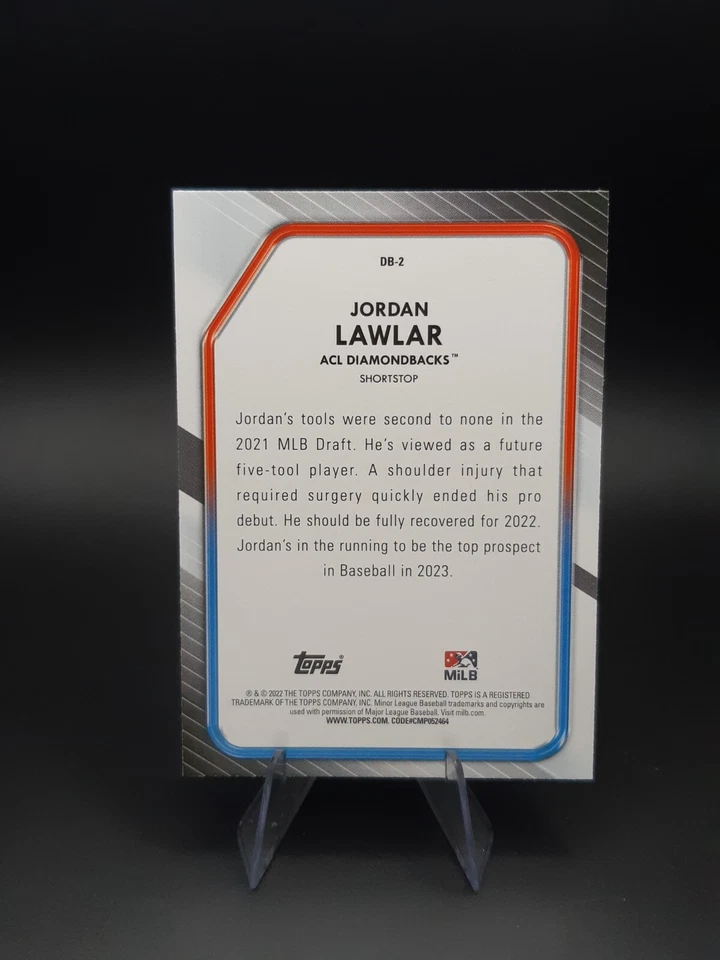 DB-2
JORDAN
LAWLAR
ACL DIAMONDBACKS™
SHORTSTOP
Jordan's tools were second to none in the
2021 MLB Draft. He's viewed as a future
five-tool player. A shoulder injury that
required surgery quickly ended his pro
debut. He should be fully recovered for 2022.
Jordan's in the running to be the top prospect
in Baseball in 2023.
Topps®
MiLB
® & © 2022 THE TOPPS COMPANY, INC. ALL RIGHTS RESERVED. TOPPS IS A REGISTERED
TRADEMARK OF THE TOPPS COMPANY, INC. Minor League Baseball trademarks and copyrights are
used with permission of Major League Baseball. Visit milb.com.
WWW.TOPPS.COM. CODE#CMP052464